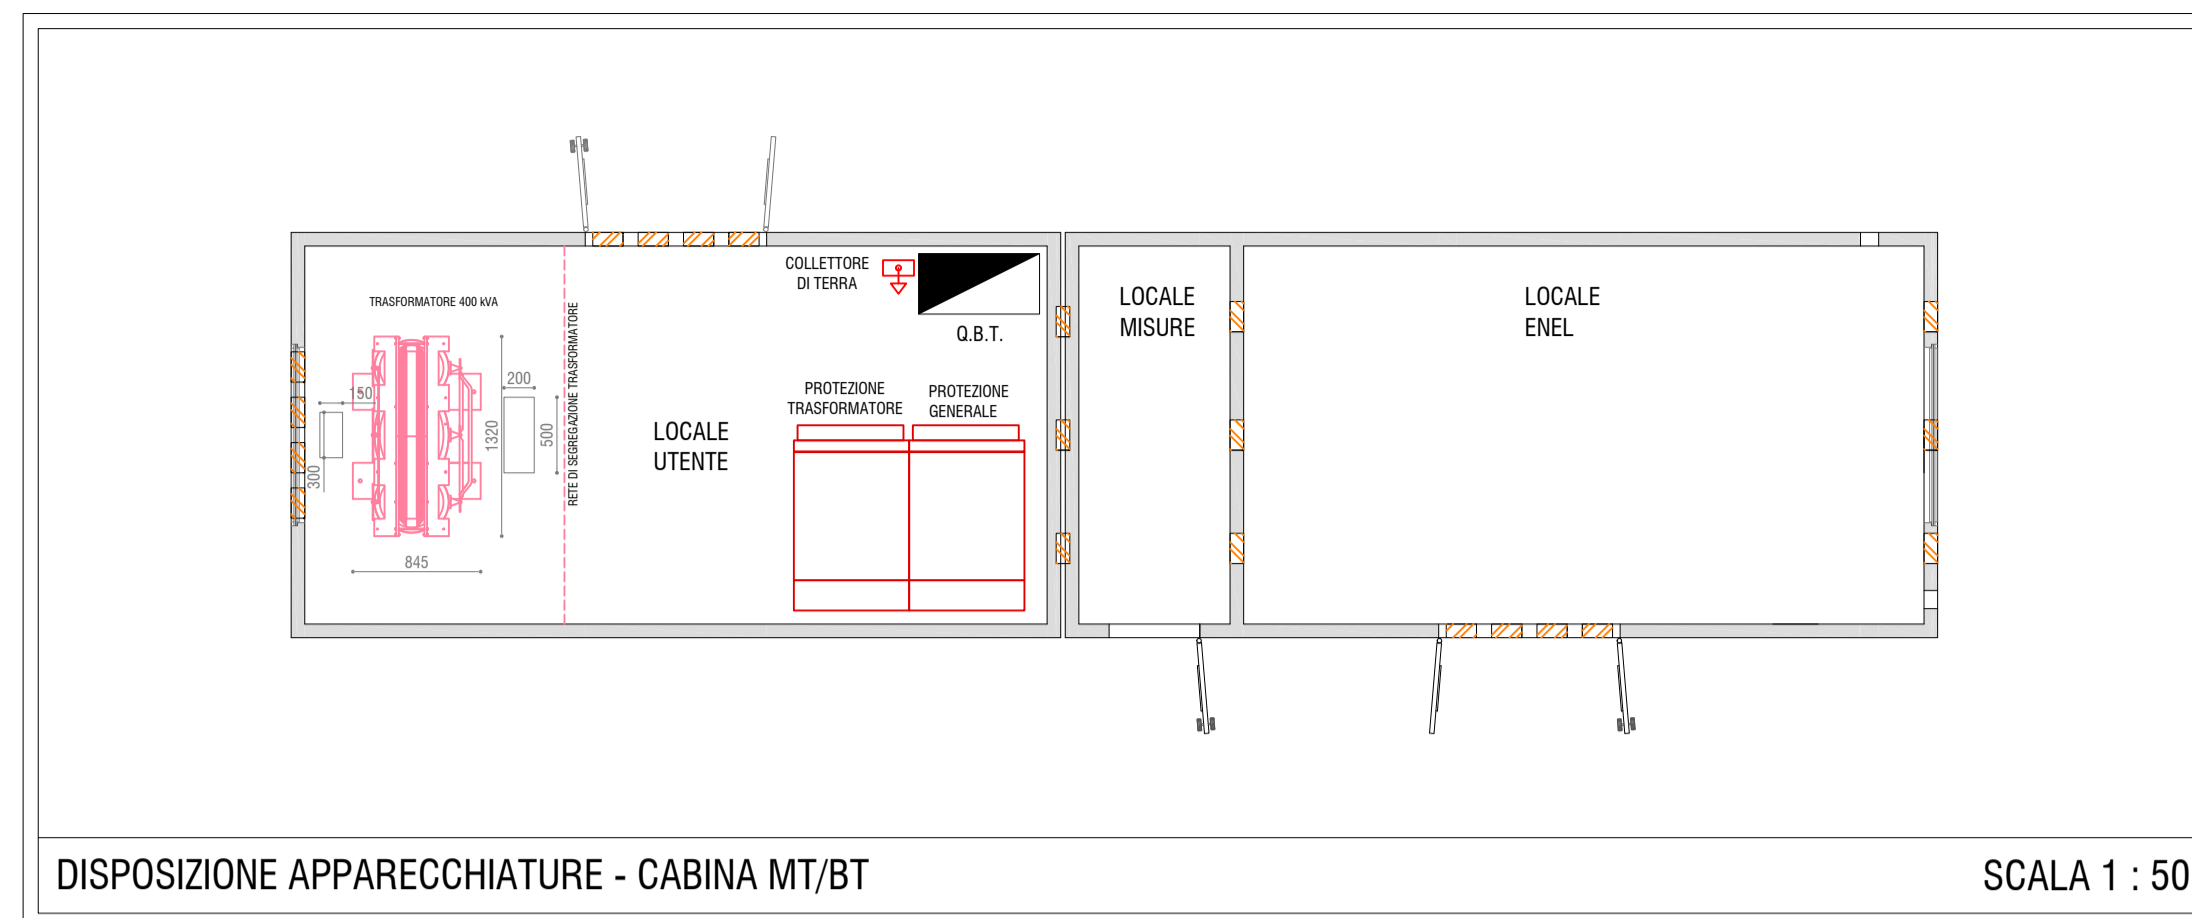 COLLETTORE
DI TERRA
TRASFORMATORE 400 kVA
Q.B.T.
LOCALE
MISURE
LOCALE
ENEL
RETE DI SEGREGAZIONE TRASFORMATORE
150
200
300
1320
500
845
LOCALE
UTENTE
PROTEZIONE
TRASFORMATORE
PROTEZIONE
GENERALE
DISPOSIZIONE APPARECCHIATURE - CABINA MT/BT
SCALA 1 : 50